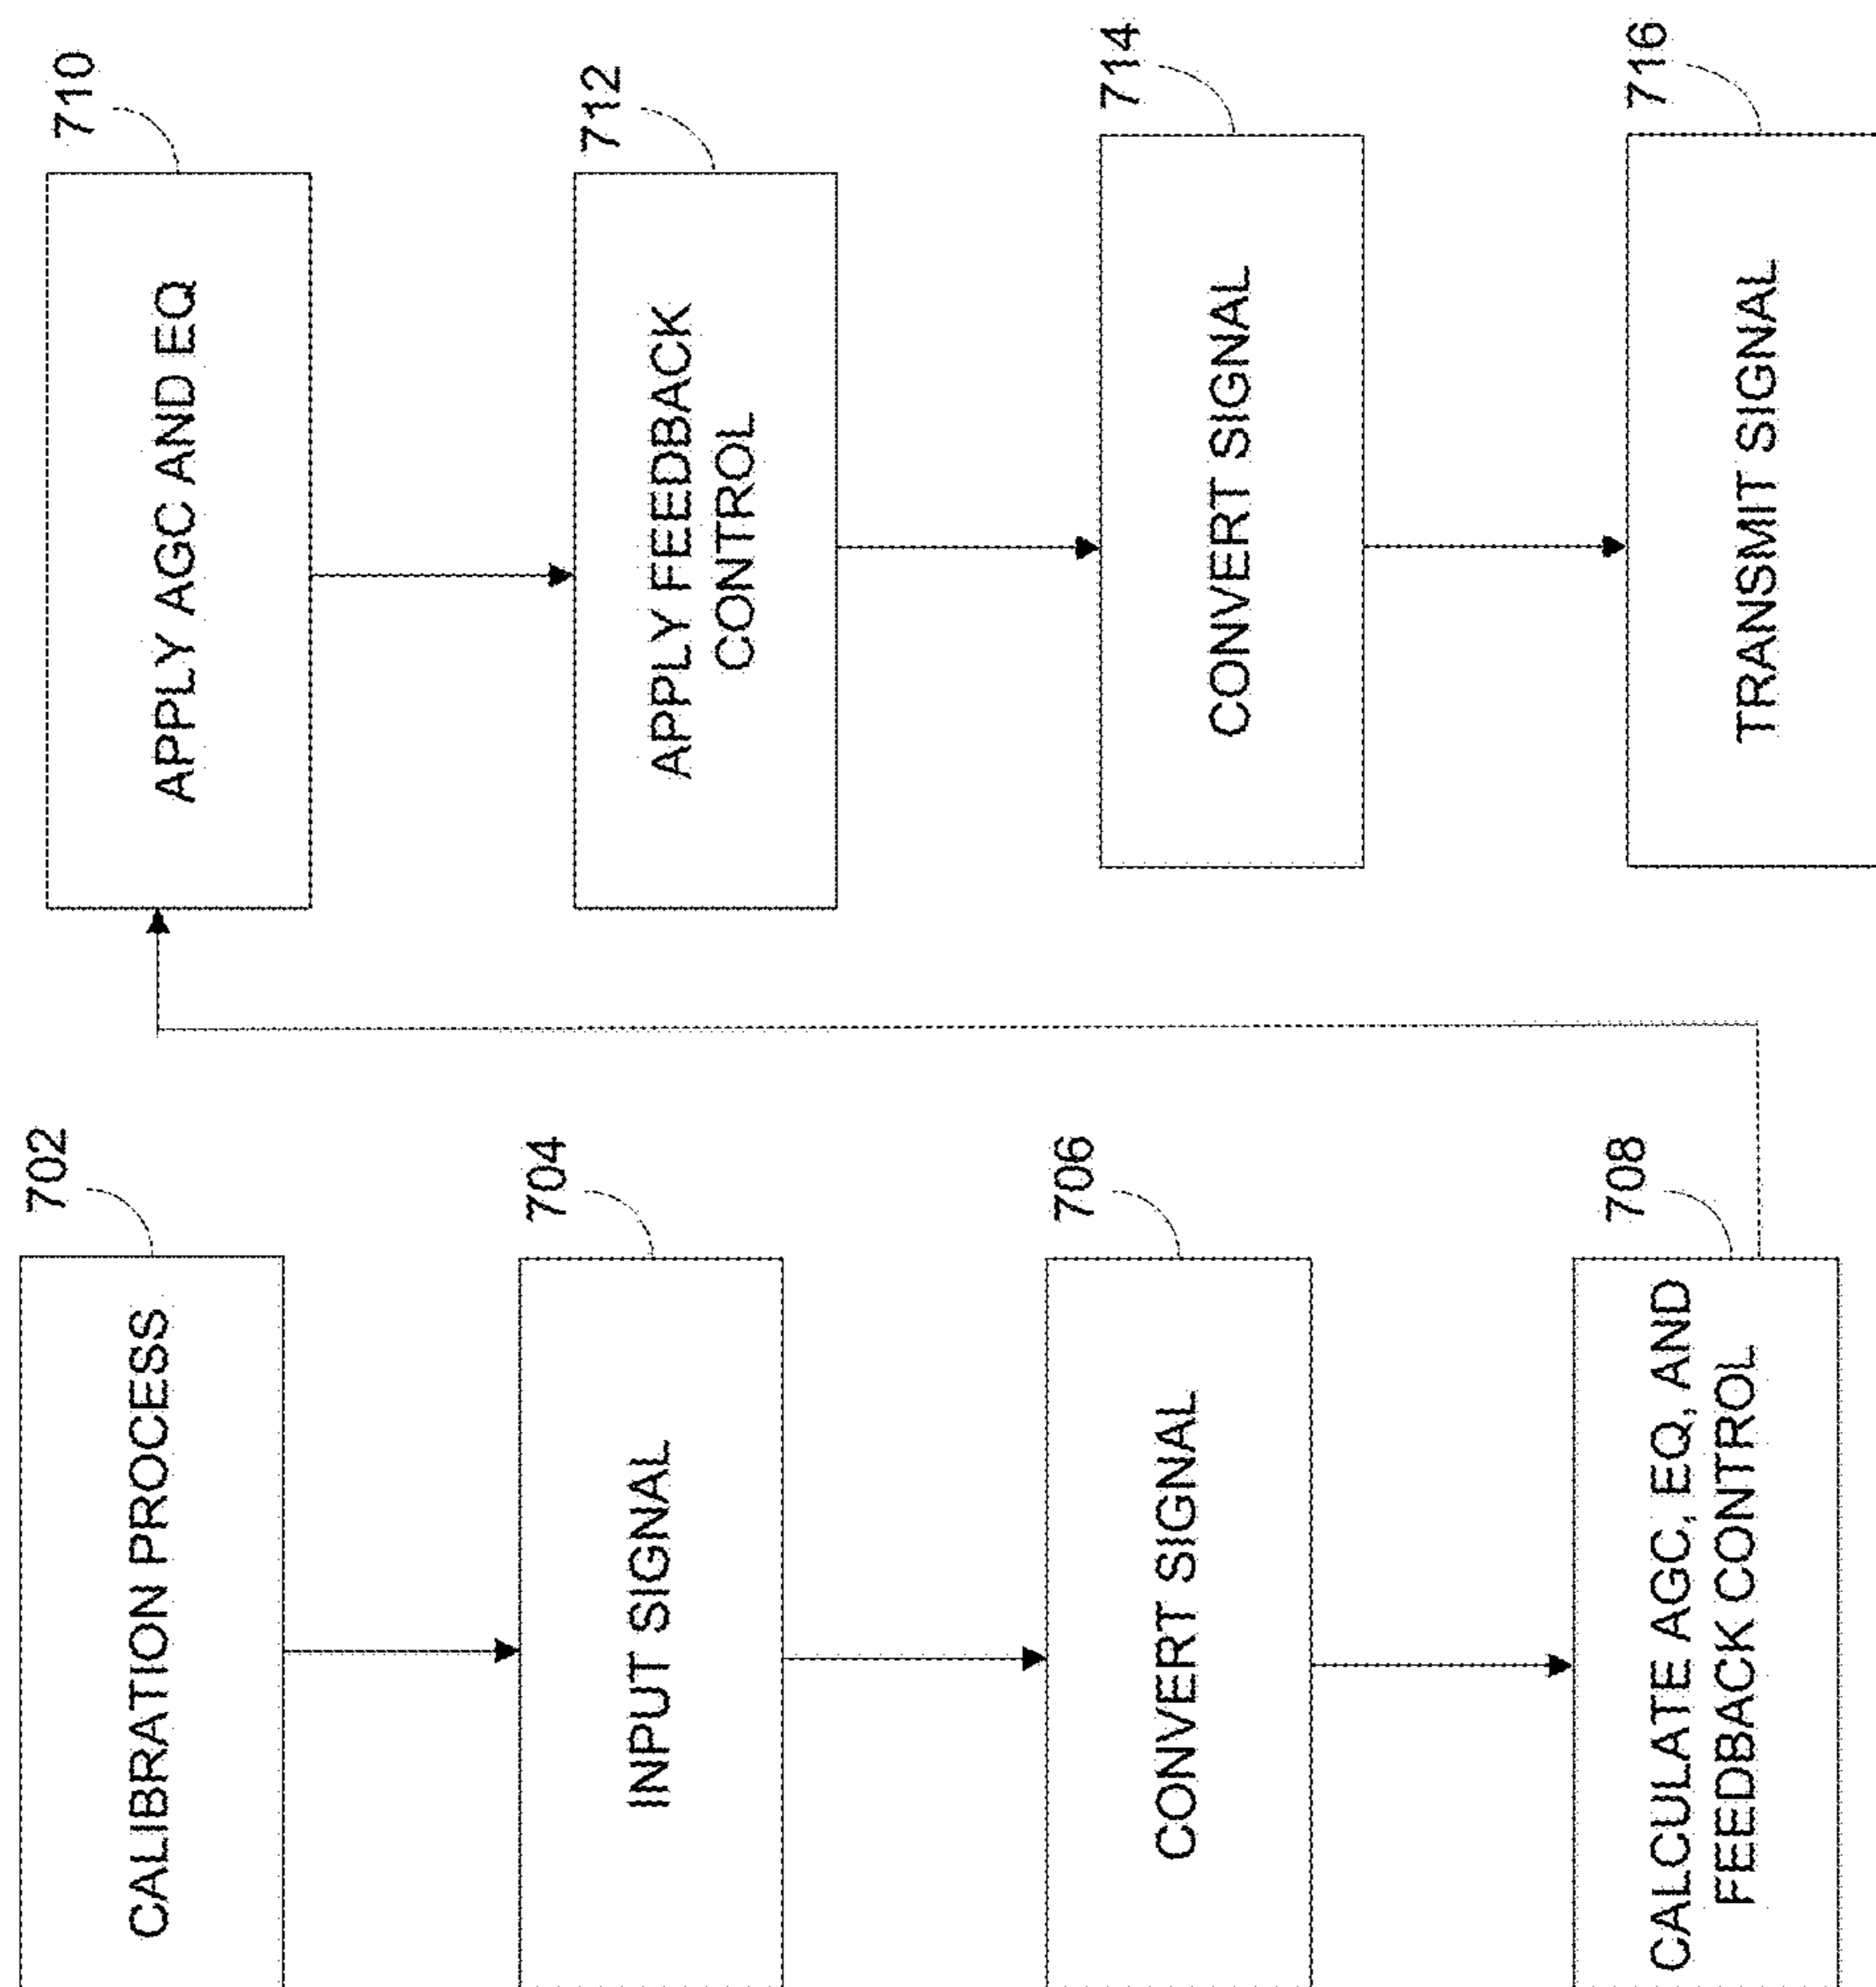 702
CALIBRATION PROCESS
704
INPUT SIGNAL
706
CONVERT SIGNAL
708
CALCULATE AGC, EQ, AND
FEEDBACK CONTROL
710
APPLY AGC AND EQ
712
APPLY FEEDBACK
CONTROL
714
CONVERT SIGNAL
716
TRANSMIT SIGNAL